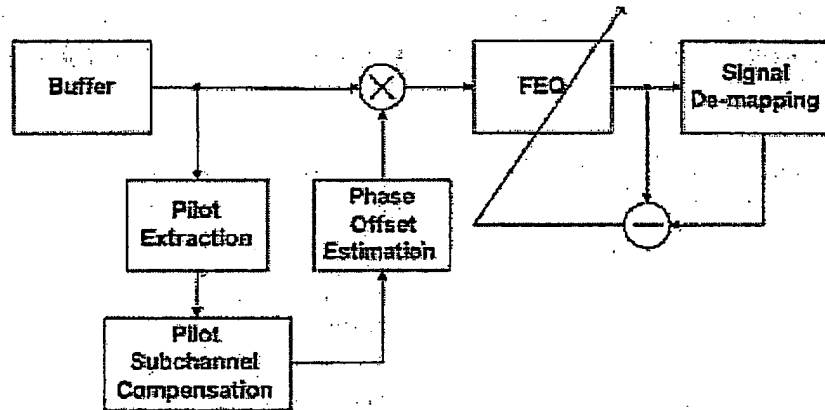 Buffer
FEQ
Signal
De-mapping
Pilot
Extraction
Phase
Offset
Estimation
Pilot
Subchannel
Compensation